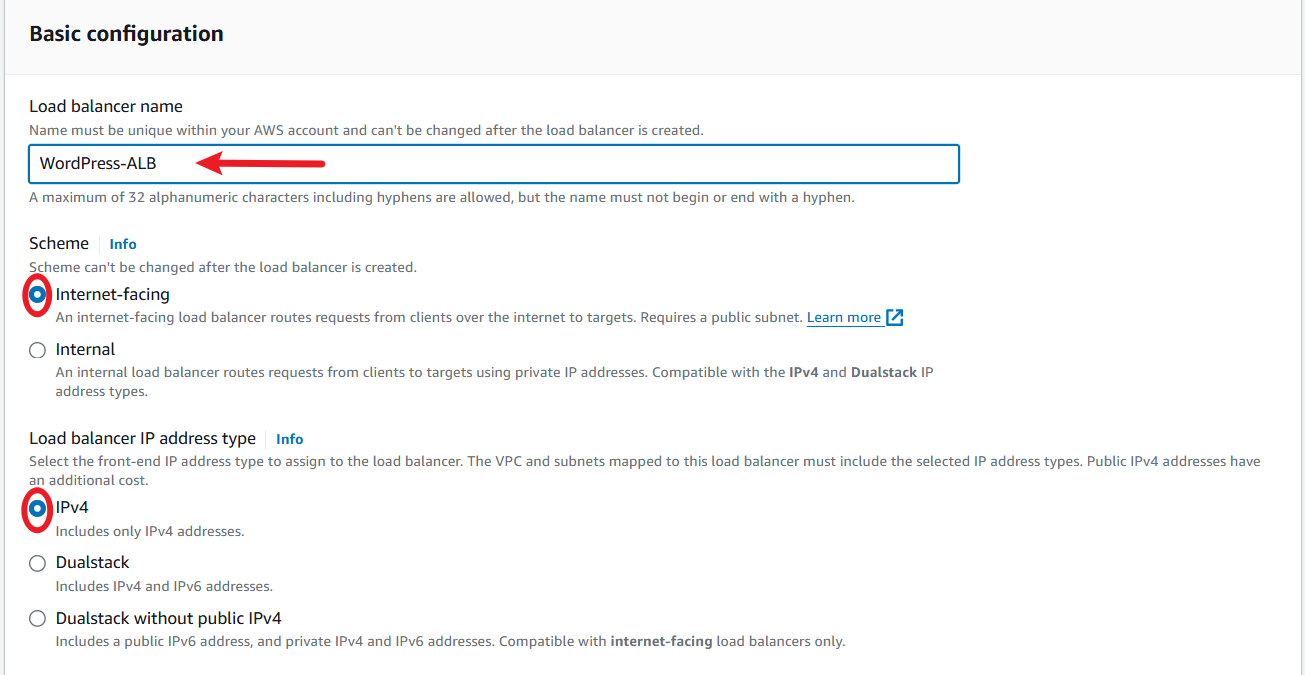 Basic configuration
Load balancer name
Name must be unique within your AWS account and can't be changed after the load balancer is created.
WordPress-ALB
A maximum of 32 alphanumeric characters including hyphens are allowed, but the name must not begin or end with a hyphen.
Scheme Info
Scheme can't be changed after the load balancer is created.
Internet-facing
An internet-facing load balancer routes requests from clients over the internet to targets. Requires a public subnet. Learn more
Internal
An internal load balancer routes requests from clients to targets using private IP addresses. Compatible with the IPv4 and Dualstack IP
address types.
Load balancer IP address type Info
Select the front-end IP address type to assign to the load balancer. The VPC and subnets mapped to this load balancer must include the selected IP address types. Public IPv4 addresses have
an additional cost.
IPv4
Includes only IPv4 addresses.
Dualstack
Includes IPv4 and IPv6 addresses.
Dualstack without public IPv4
Includes a public IPv6 address, and private IPv4 and IPv6 addresses. Compatible with internet-facing load balancers only.